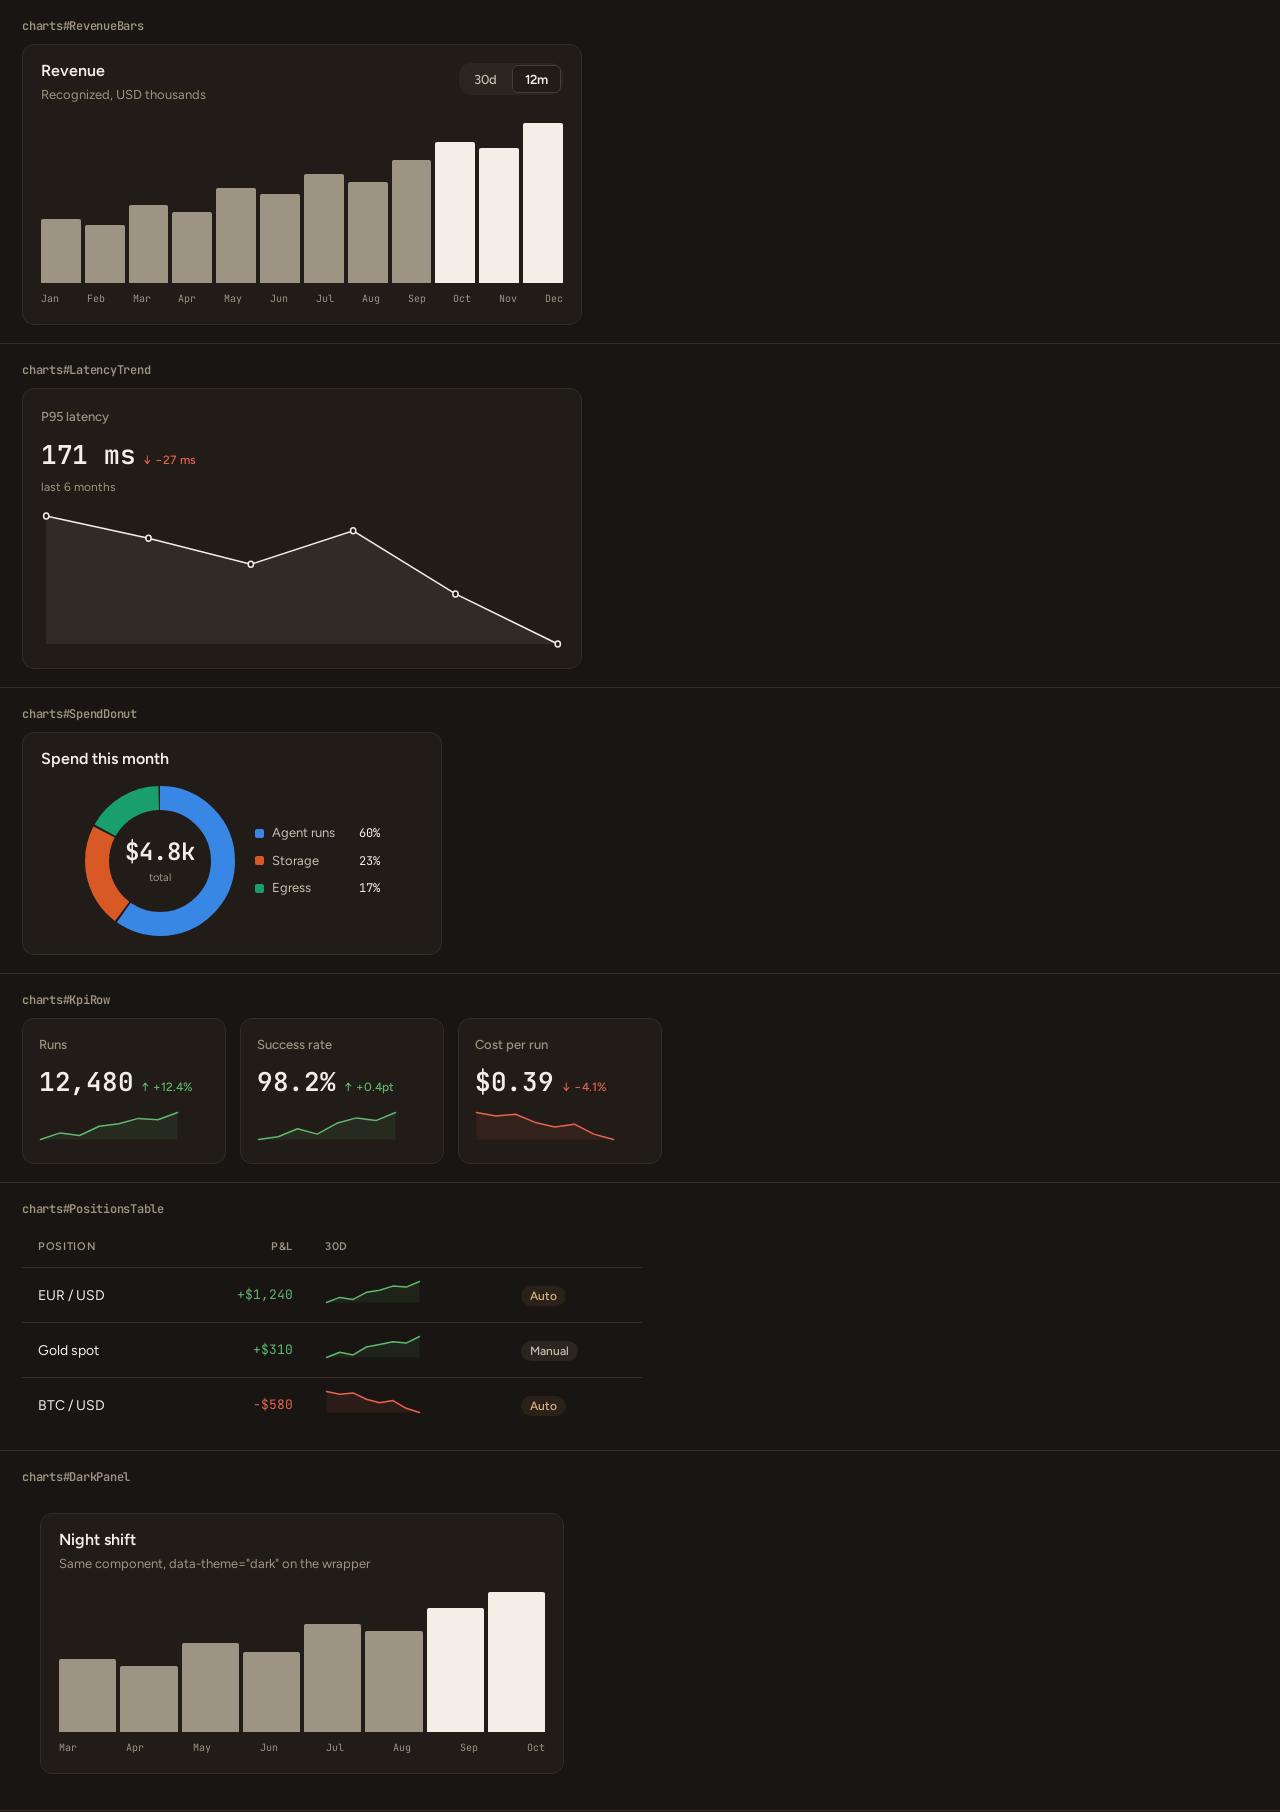 charts#RevenueBars
Revenue
30d 12m
Recognized, USD thousands
Jan Feb Mar Apr May Jun Jul Aug Sep Oct Nov Dec
charts#LatencyTrend
P95 latency
171 ms ↓ −27 ms
last 6 months
charts#SpendDonut
Spend this month
$4.8k
total
Agent runs 60%
Storage 23%
Egress 17%
charts#KpiRow
Runs
12,480 ↑ +12.4%
Success rate
98.2% ↑ +0.4pt
Cost per run
$0.39 ↓ −4.1%
charts#PositionsTable
POSITION P&L 30D
EUR / USD +$1,240 Auto
Gold spot +$310 Manual
BTC / USD -$580 Auto
charts#DarkPanel
Night shift
Same component, data-theme="dark" on the wrapper
Mar Apr May Jun Jul Aug Sep Oct